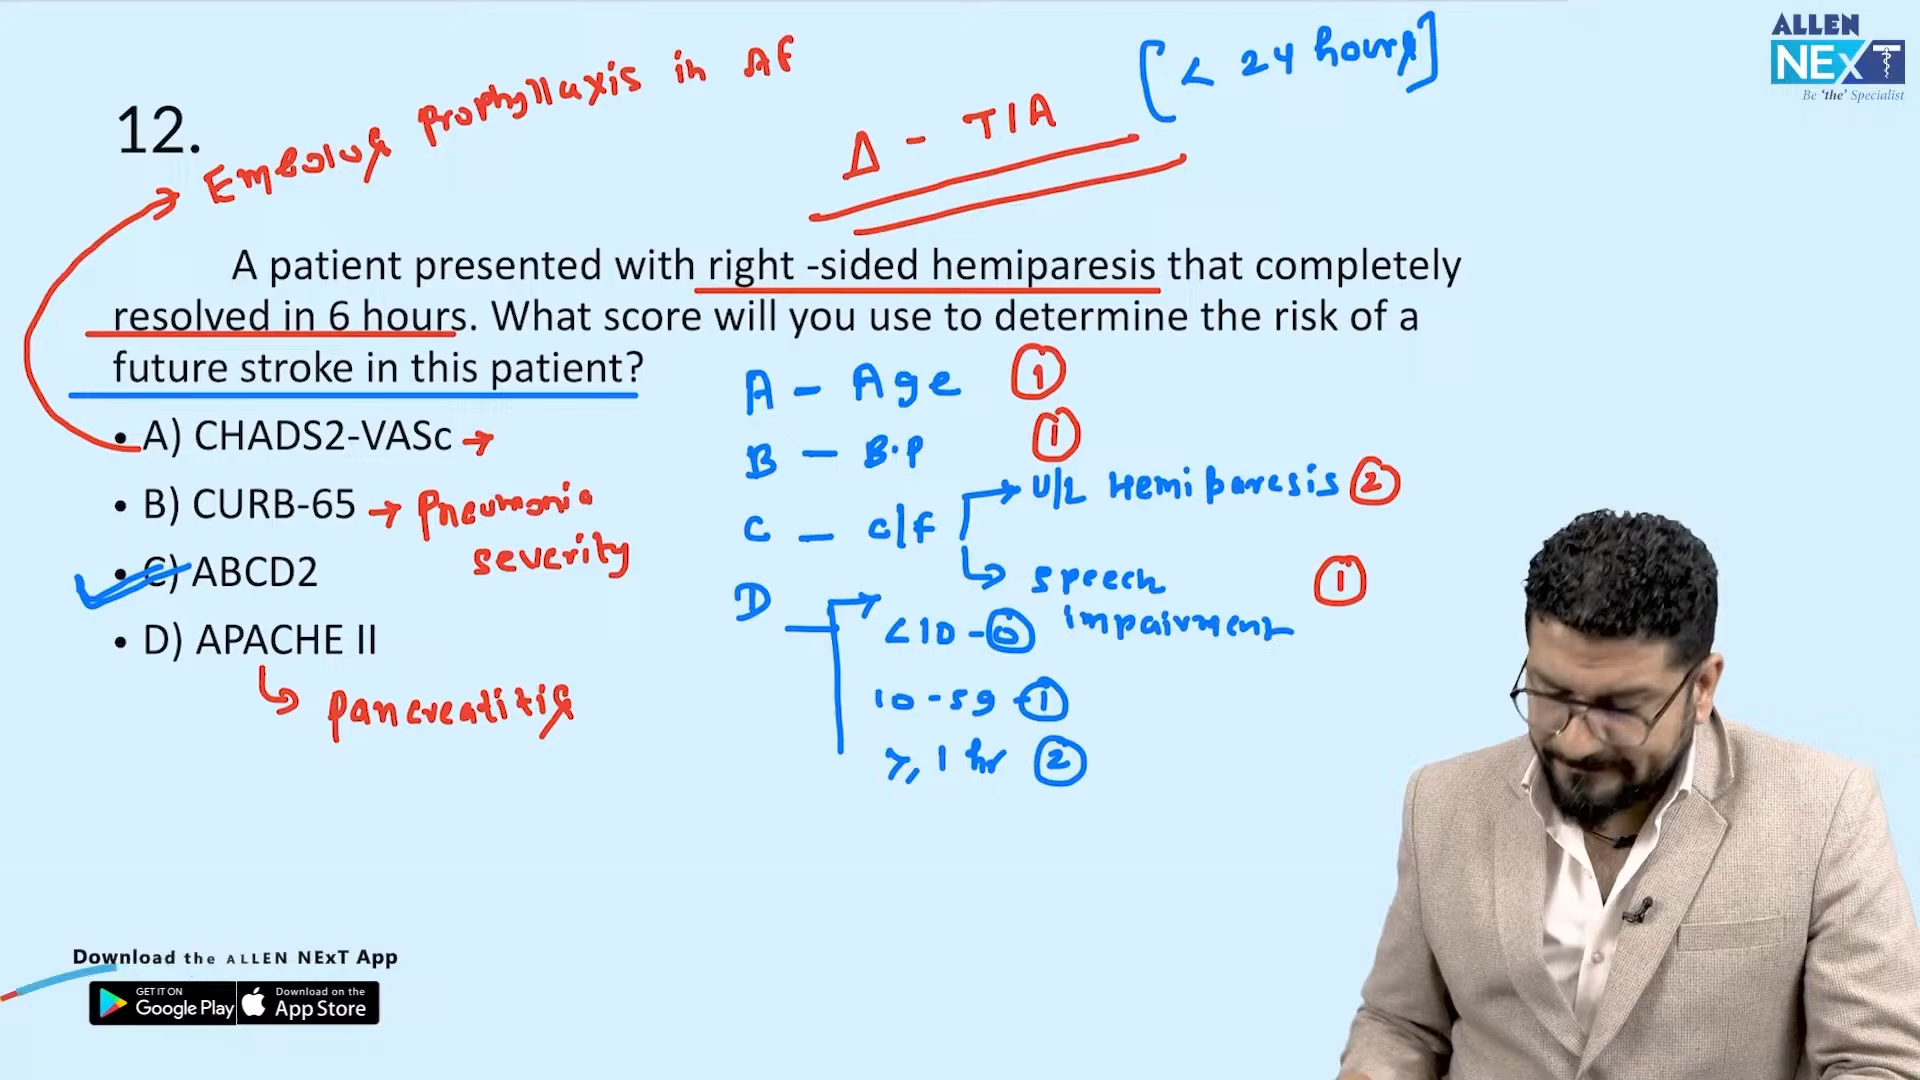 ALLEN
NEXT
Be 'the' Specialist
[< 24 hours]
Embolus prophyllaxis in AF
Δ - TIA
12.
A patient presented with right -sided hemiparesis that completely
resolved in 6 hours. What score will you use to determine the risk of a
future stroke in this patient?
• A) CHADS2-VASc →
• B) CURB-65 → Pneumonia
severity
• C) ABCD2
• D) APACHE II
Pancreatitis
A - Age 1
B - B.P 1
C - C/F → U/L Hemiparesis 2
→ speech 1
impairment
D → <10 - 0
10-59 - 1
≥ 1 hr 2
Download the ALLEN NExT App
GET IT ON
Google Play
Download on the
App Store